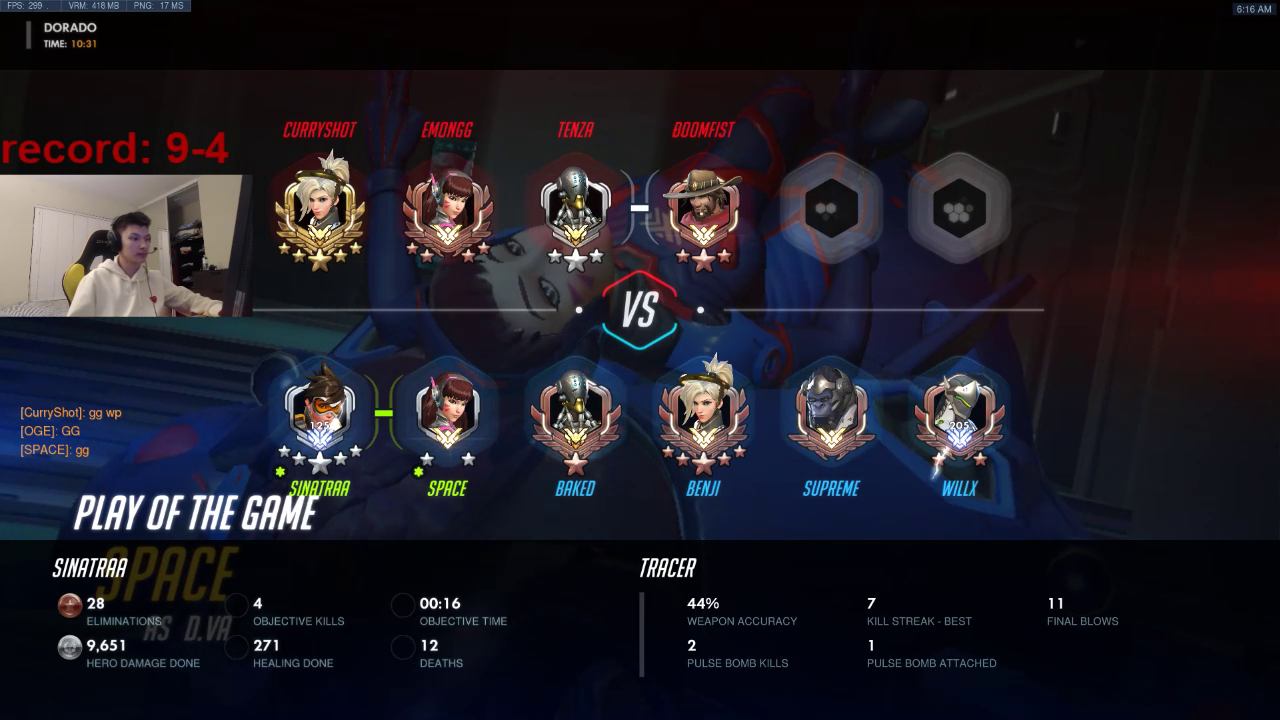 FPS: 299 . VRM: 418 MB PNG: 17 MS
6:16 AM
DORADO
TIME: 10:31
record: 9-4
CURRYSHOT EMONGG TENZA BOOMFIST
VS
125 205
[CurryShot]: gg wp
[OGE]: GG
[SPACE]: gg
* SINATRAA * SPACE BAKED BENJI SUPREME WILLX
PLAY OF THE GAME
SPACE
AS D.VA
SINATRAA TRACER
28 4 00:16 44% 7 11
ELIMINATIONS OBJECTIVE KILLS OBJECTIVE TIME WEAPON ACCURACY KILL STREAK - BEST FINAL BLOWS
9,651 271 12 2 1
HERO DAMAGE DONE HEALING DONE DEATHS PULSE BOMB KILLS PULSE BOMB ATTACHED